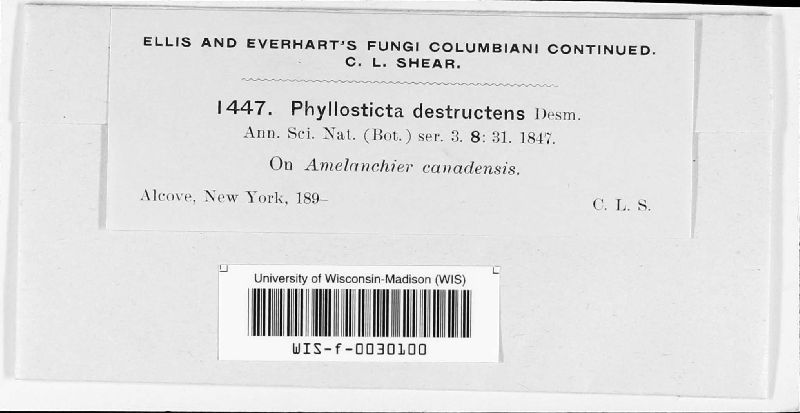 ELLIS AND EVERHART'S FUNGI COLUMBIANI CONTINUED.
C. L. SHEAR.
1447. Phyllosticta destructens Desm.
Ann. Sci. Nat. (Bot.) ser. 3. 8: 31. 1847.
On Amelanchier canadensis.
Alcove, New York, 189–
C. L. S.
University of Wisconsin-Madison (WIS)
WIS-f-0030100